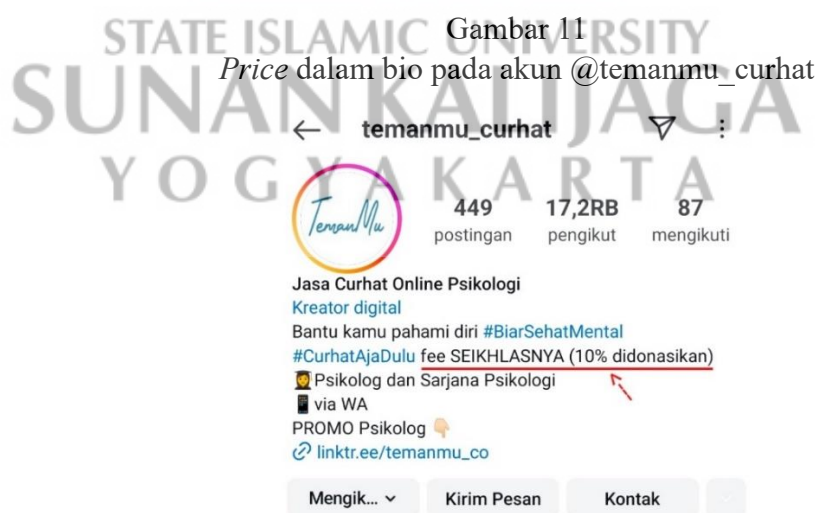 STATE ISLAMIC UNIVERSITY
SUNAN KALIJAGA
YOGYAKARTA
Gambar 11
Price dalam bio pada akun @temanmu_curhat
temanmu_curhat
TemanMu
449 17,2RB 87
postingan pengikut mengikuti
Jasa Curhat Online Psikologi
Kreator digital
Bantu kamu pahami diri #BiarSehatMental
#CurhatAjaDulu fee SEIKHLASNYA (10% didonasikan)
Psikolog dan Sarjana Psikologi
via WA
PROMO Psikolog
linktr.ee/temanmu_co
Mengik... Kirim Pesan Kontak